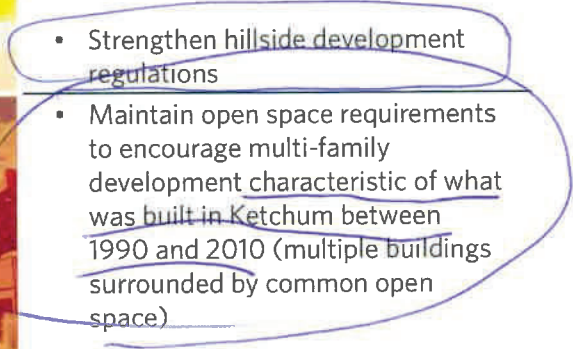 • Strengthen hillside development
regulations
• Maintain open space requirements
to encourage multi-family
development characteristic of what
was built in Ketchum between
1990 and 2010 (multiple buildings
surrounded by common open
space)